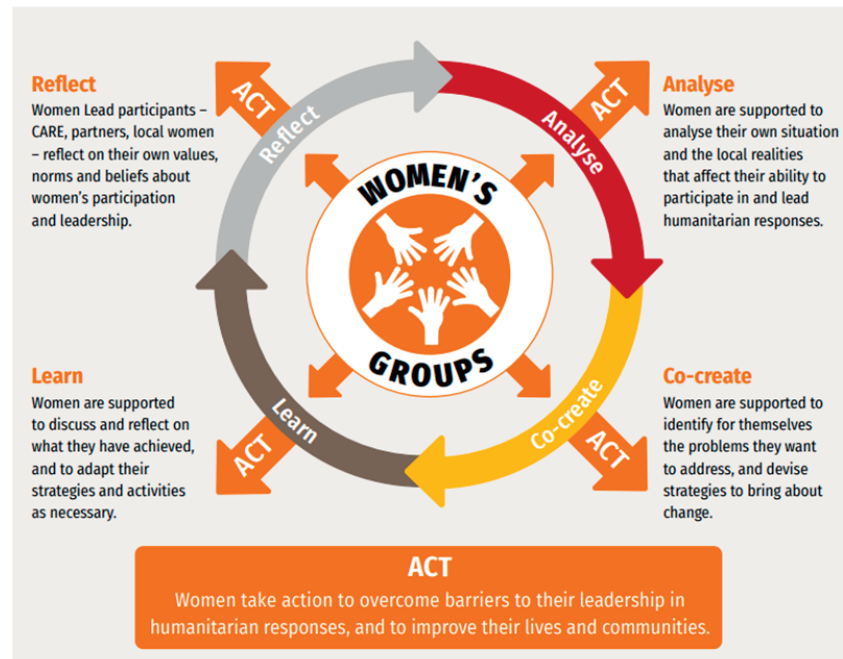 Reflect
Women Lead participants –
CARE, partners, local women
– reflect on their own values,
norms and beliefs about
women's participation
and leadership.
ACT
Reflect
ACT
Analyse
Analyse
Women are supported to
analyse their own situation
and the local realities
that affect their ability to
participate in and lead
humanitarian responses.
WOMEN'S
GROUPS
Learn
Women are supported
to discuss and reflect on
what they have achieved,
and to adapt their
strategies and activities
as necessary.
ACT
Learn
Co-create
ACT
Co-create
Women are supported to
identify for themselves
the problems they want
to address, and devise
strategies to bring about
change.
ACT
Women take action to overcome barriers to their leadership in
humanitarian responses, and to improve their lives and communities.